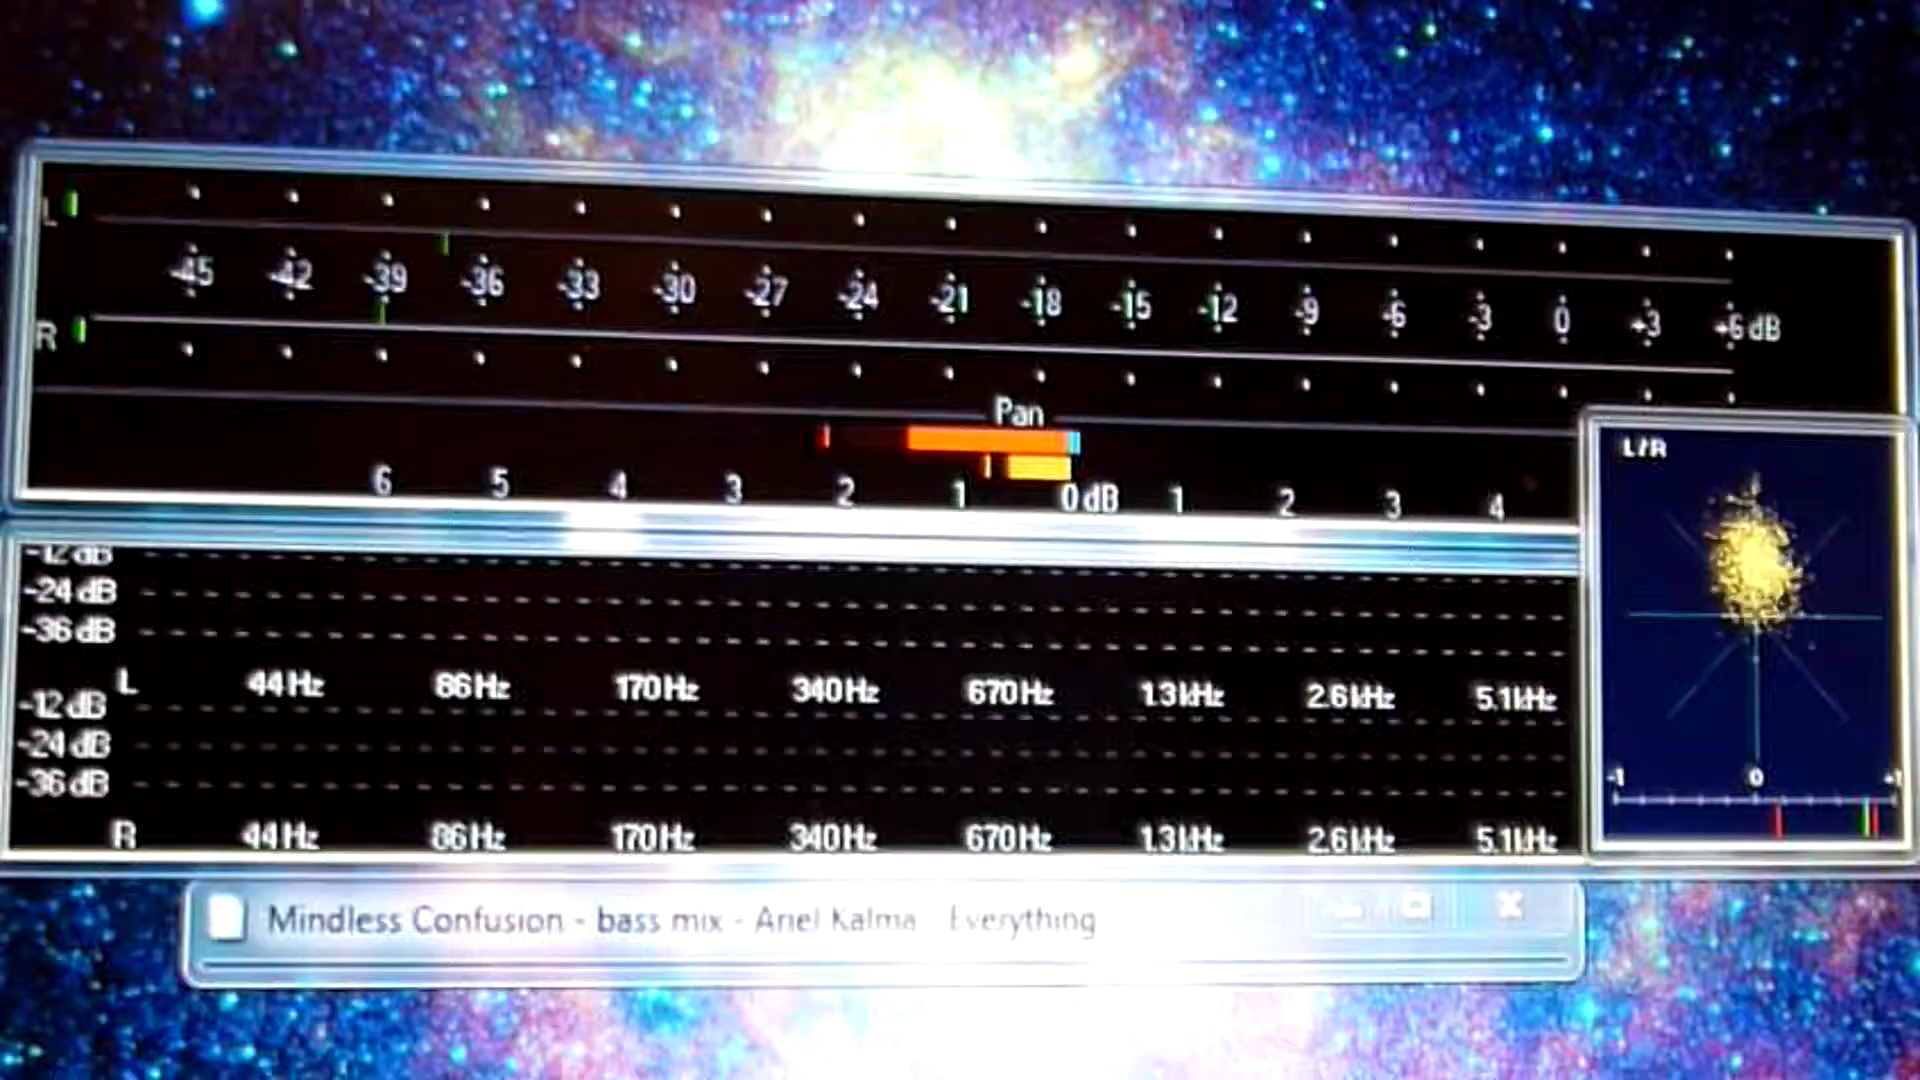 L
-45 -42 -39 -36 -33 -30 -27 -24 -21 -18 -15 -12 -9 -6 -3 0 +3 +6 dB
R
Pan
6 5 4 3 2 1 0 dB 1 2 3 4
L/R
-12 dB
-24 dB
-36 dB
L 44 Hz 86 Hz 170 Hz 340 Hz 670 Hz 1.3 kHz 2.6 kHz 5.1 kHz
-12 dB
-24 dB
-36 dB
R 44 Hz 86 Hz 170 Hz 340 Hz 670 Hz 1.3 kHz 2.6 kHz 5.1 kHz
-1 0
Mindless Confusion - bass mix - Ariel Kalma Everything